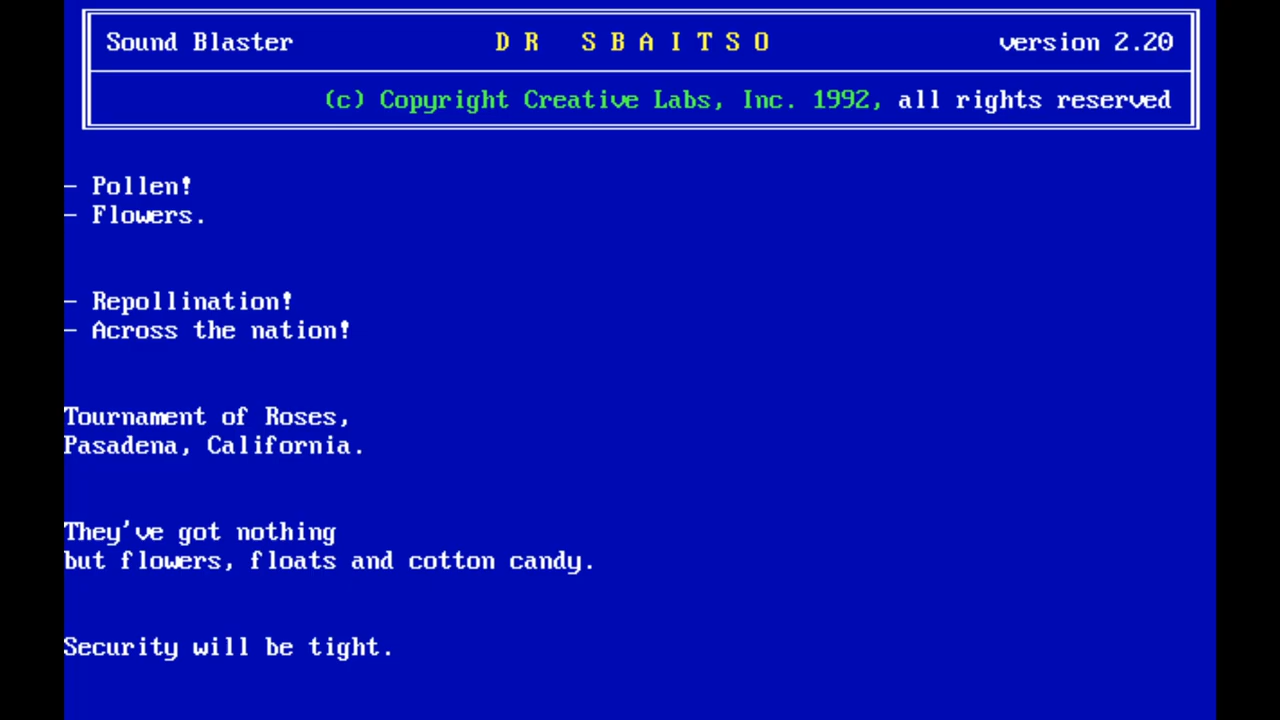 Sound Blaster D R S B A I T S O version 2.20
(c) Copyright Creative Labs, Inc. 1992, all rights reserved
- Pollen!
- Flowers.
- Repollination!
- Across the nation!
Tournament of Roses,
Pasadena, California.
They've got nothing
but flowers, floats and cotton candy.
Security will be tight.